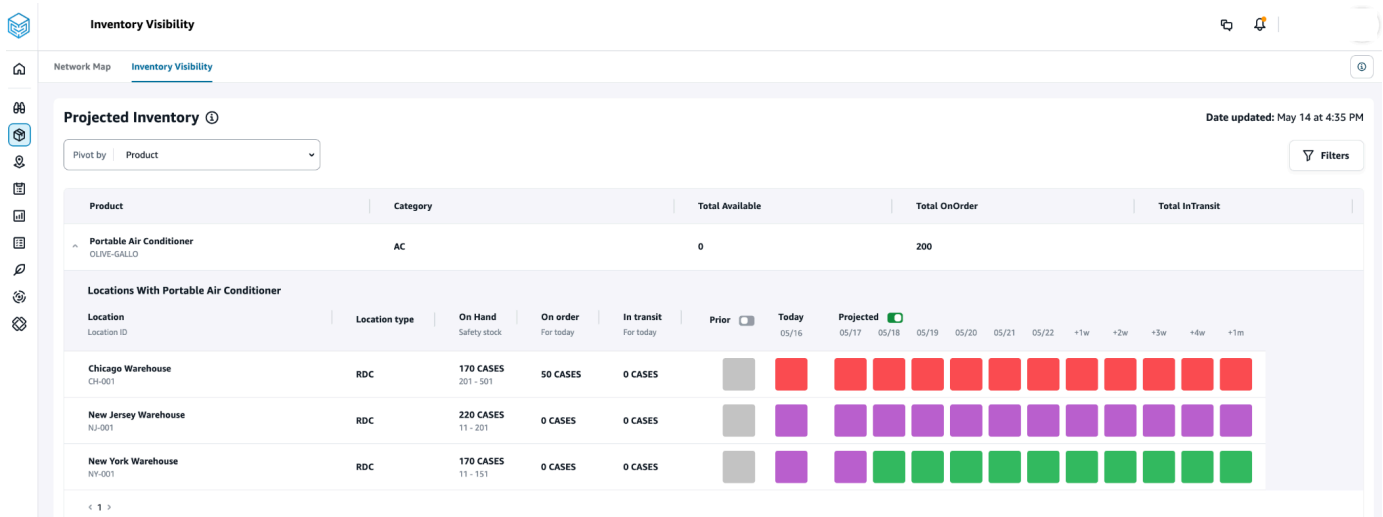 Inventory Visibility
Network Map Inventory Visibility
Projected Inventory
Date updated: May 14 at 4:35 PM
Pivot by Product
Filters
Product Category Total Available Total OnOrder Total InTransit
Portable Air Conditioner AC 0 200
OLIVE-GALLO
Locations With Portable Air Conditioner
Location Location type On Hand On order In transit Prior Today Projected
Location ID Safety stock For today For today 05/16 05/17 05/18 05/19 05/20 05/21 05/22 +1w +2w +3w +4w +1m
Chicago Warehouse RDC 170 CASES 50 CASES 0 CASES
CH-001 201 - 501
New Jersey Warehouse RDC 220 CASES 0 CASES 0 CASES
NJ-001 11 - 201
New York Warehouse RDC 170 CASES 0 CASES 0 CASES
NY-001 11 - 151
< 1 >